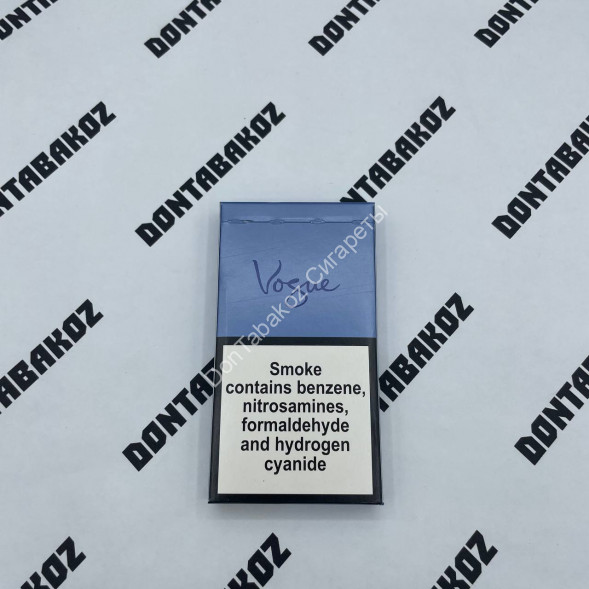 DONTABAKOZ
DONTABAKOZ
DONTABAKOZ
DONTABAKOZ
DONTABAKOZ
DONTABAKOZ
DONTABAKOZ
Vogue
DonTabakoz Сигареты
Smoke
contains benzene,
nitrosamines,
formaldehyde
and hydrogen
cyanide
DONTABAKOZ
DONTABAKOZ